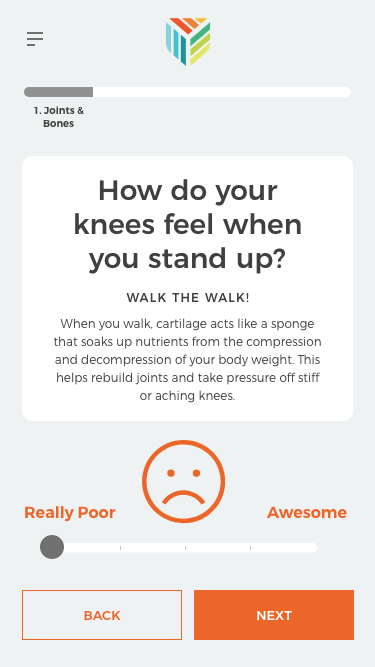 1. Joints &
Bones
How do your
knees feel when
you stand up?
WALK THE WALK!
When you walk, cartilage acts like a sponge
that soaks up nutrients from the compression
and decompression of your body weight. This
helps rebuild joints and take pressure off stiff
or aching knees.
Really Poor
Awesome
BACK
NEXT